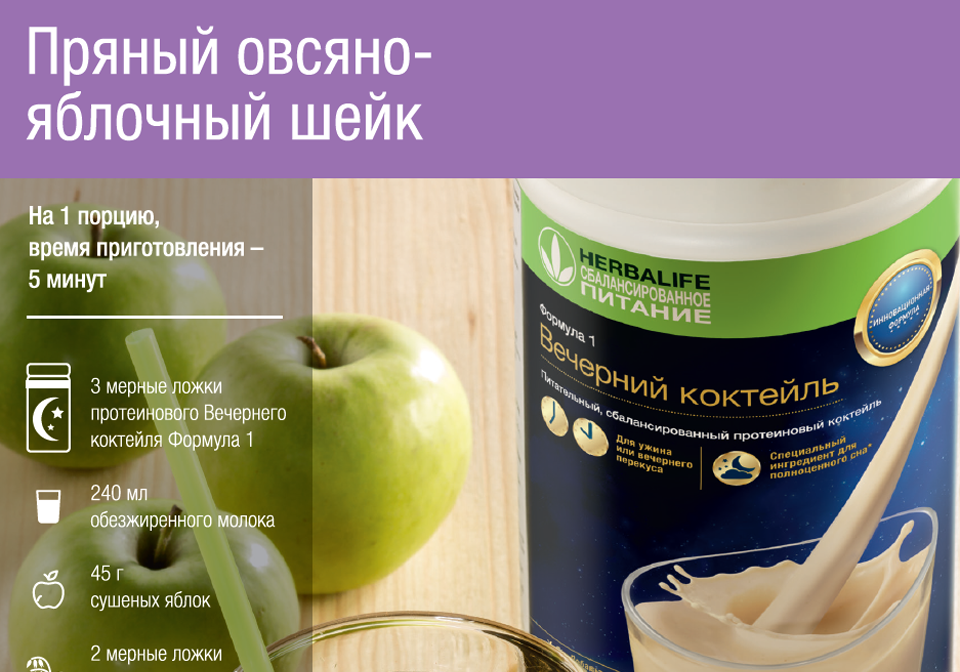 Пряный овсяно-
яблочный шейк
На 1 порцию,
время приготовления –
5 минут
3 мерные ложки
протеинового Вечернего
коктейля Формула 1
240 мл
обезжиренного молока
45 г
сушеных яблок
2 мерные ложки
HERBALIFE
СБАЛАНСИРОВАННОЕ
ПИТАНИЕ
ИННОВАЦИОННАЯ
ФОРМУЛА
Формула 1
Вечерний коктейль
Питательный, сбалансированный протеиновый коктейль
Для ужина
или вечернего
перекуса
Специальный
ингредиент для
полноценного сна*